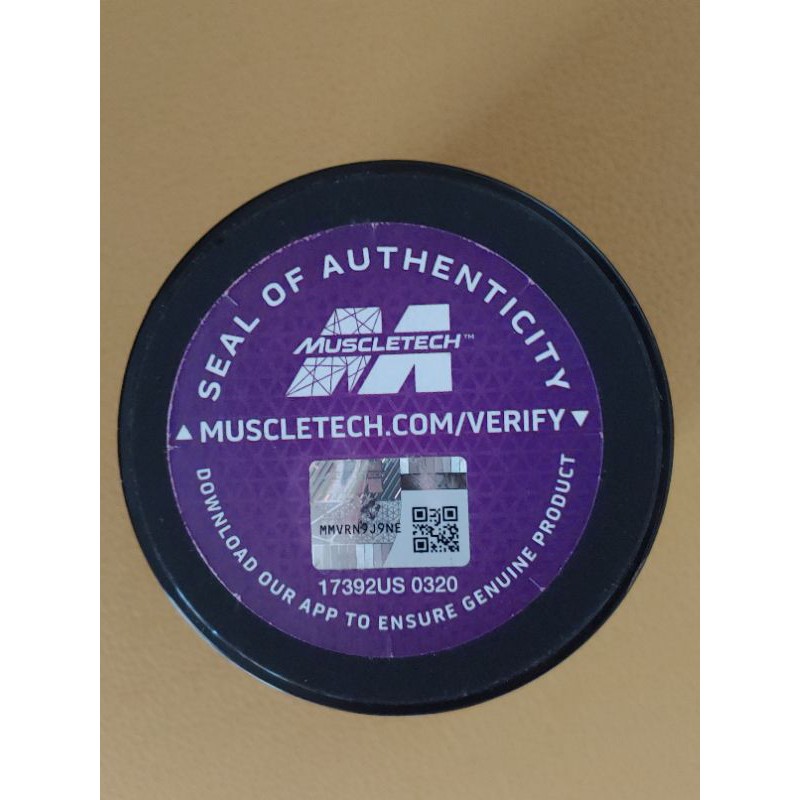 SEAL OF AUTHENTICITY
MUSCLETECH™
▲ MUSCLETECH.COM/VERIFY ▼
MMVRN9J9NE
17392US 0320
DOWNLOAD OUR APP TO ENSURE GENUINE PRODUCT